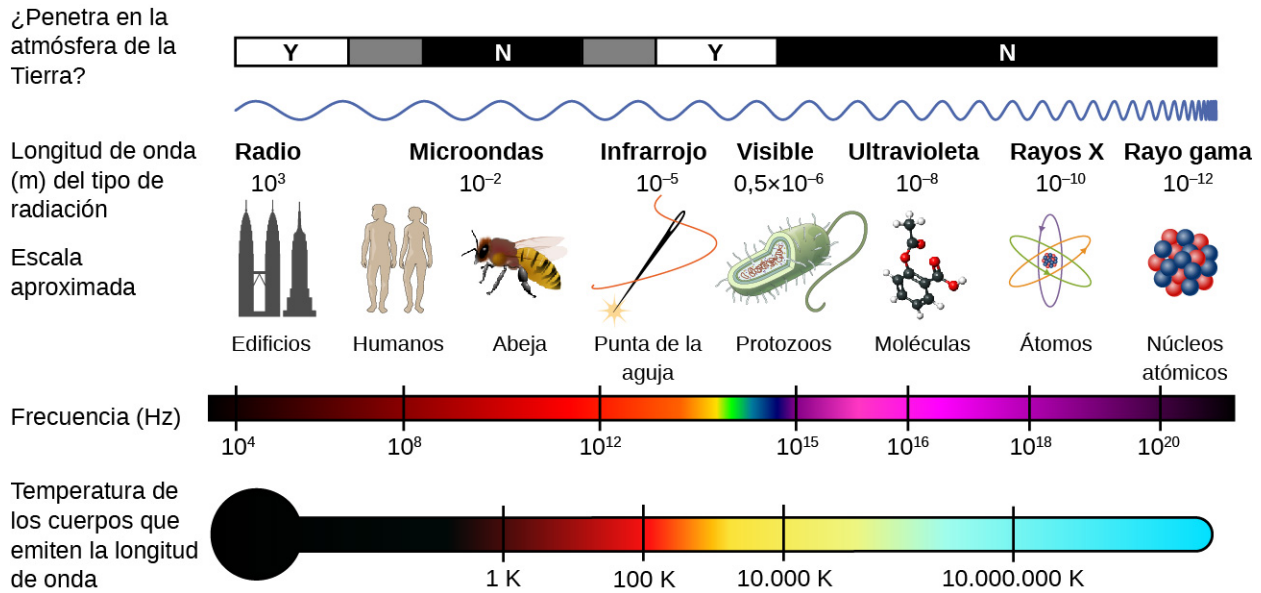 ¿Penetra en la
atmósfera de la
Tierra?
Y
N
Y
N
Longitud de onda
(m) del tipo de
radiación
Radio
Microondas
Infrarrojo
Visible
Ultravioleta
Rayos X
Rayo gama
10³
10⁻²
10⁻⁵
0,5×10⁻⁶
10⁻⁸
10⁻¹⁰
10⁻¹²
Escala
aproximada
Edificios
Humanos
Abeja
Punta de la
aguja
Protozoos
Moléculas
Átomos
Núcleos
atómicos
Frecuencia (Hz)
10⁴
10⁸
10¹²
10¹⁵
10¹⁶
10¹⁸
10²⁰
Temperatura de
los cuerpos que
emiten la longitud
de onda
1 K
100 K
10.000 K
10.000.000 K